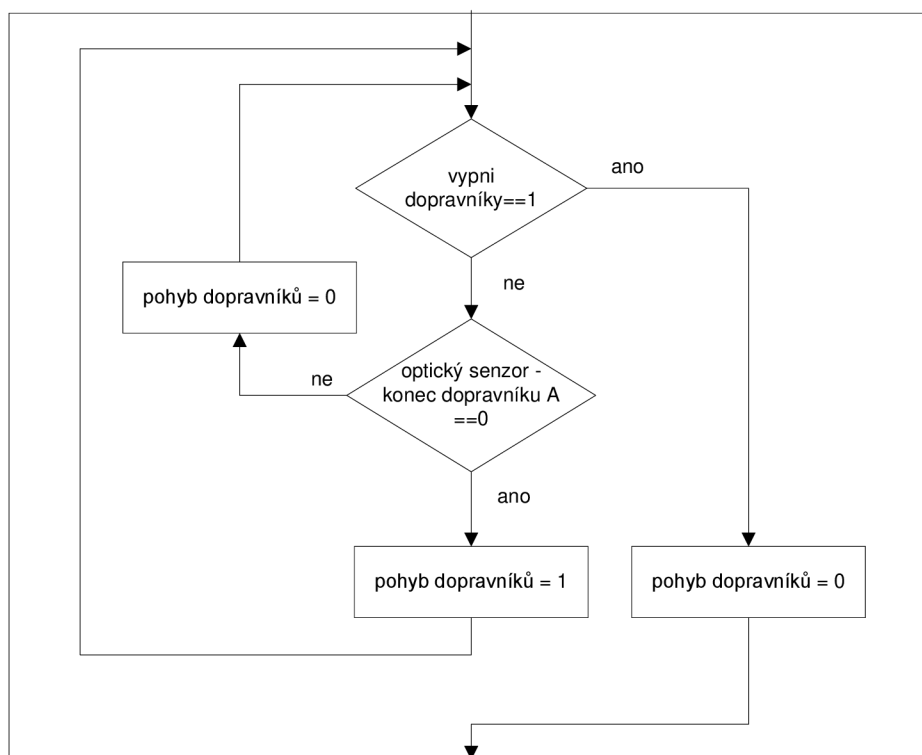 vypni
dopravníky==1
ano
ne
pohyb dopravníků = 0
optický senzor -
konec dopravníku A
==0
ne
ano
pohyb dopravníků = 1
pohyb dopravníků = 0